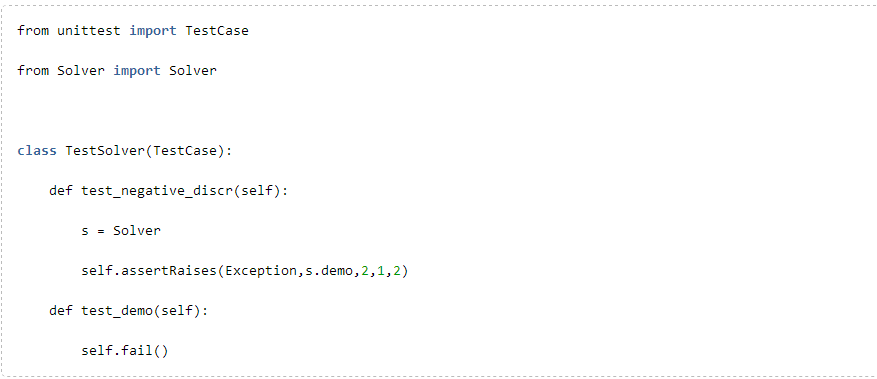 from unittest import TestCase
from Solver import Solver
class TestSolver(TestCase):
    def test_negative_discr(self):
        s = Solver
        self.assertRaises(Exception,s.demo,2,1,2)
    def test_demo(self):
        self.fail()